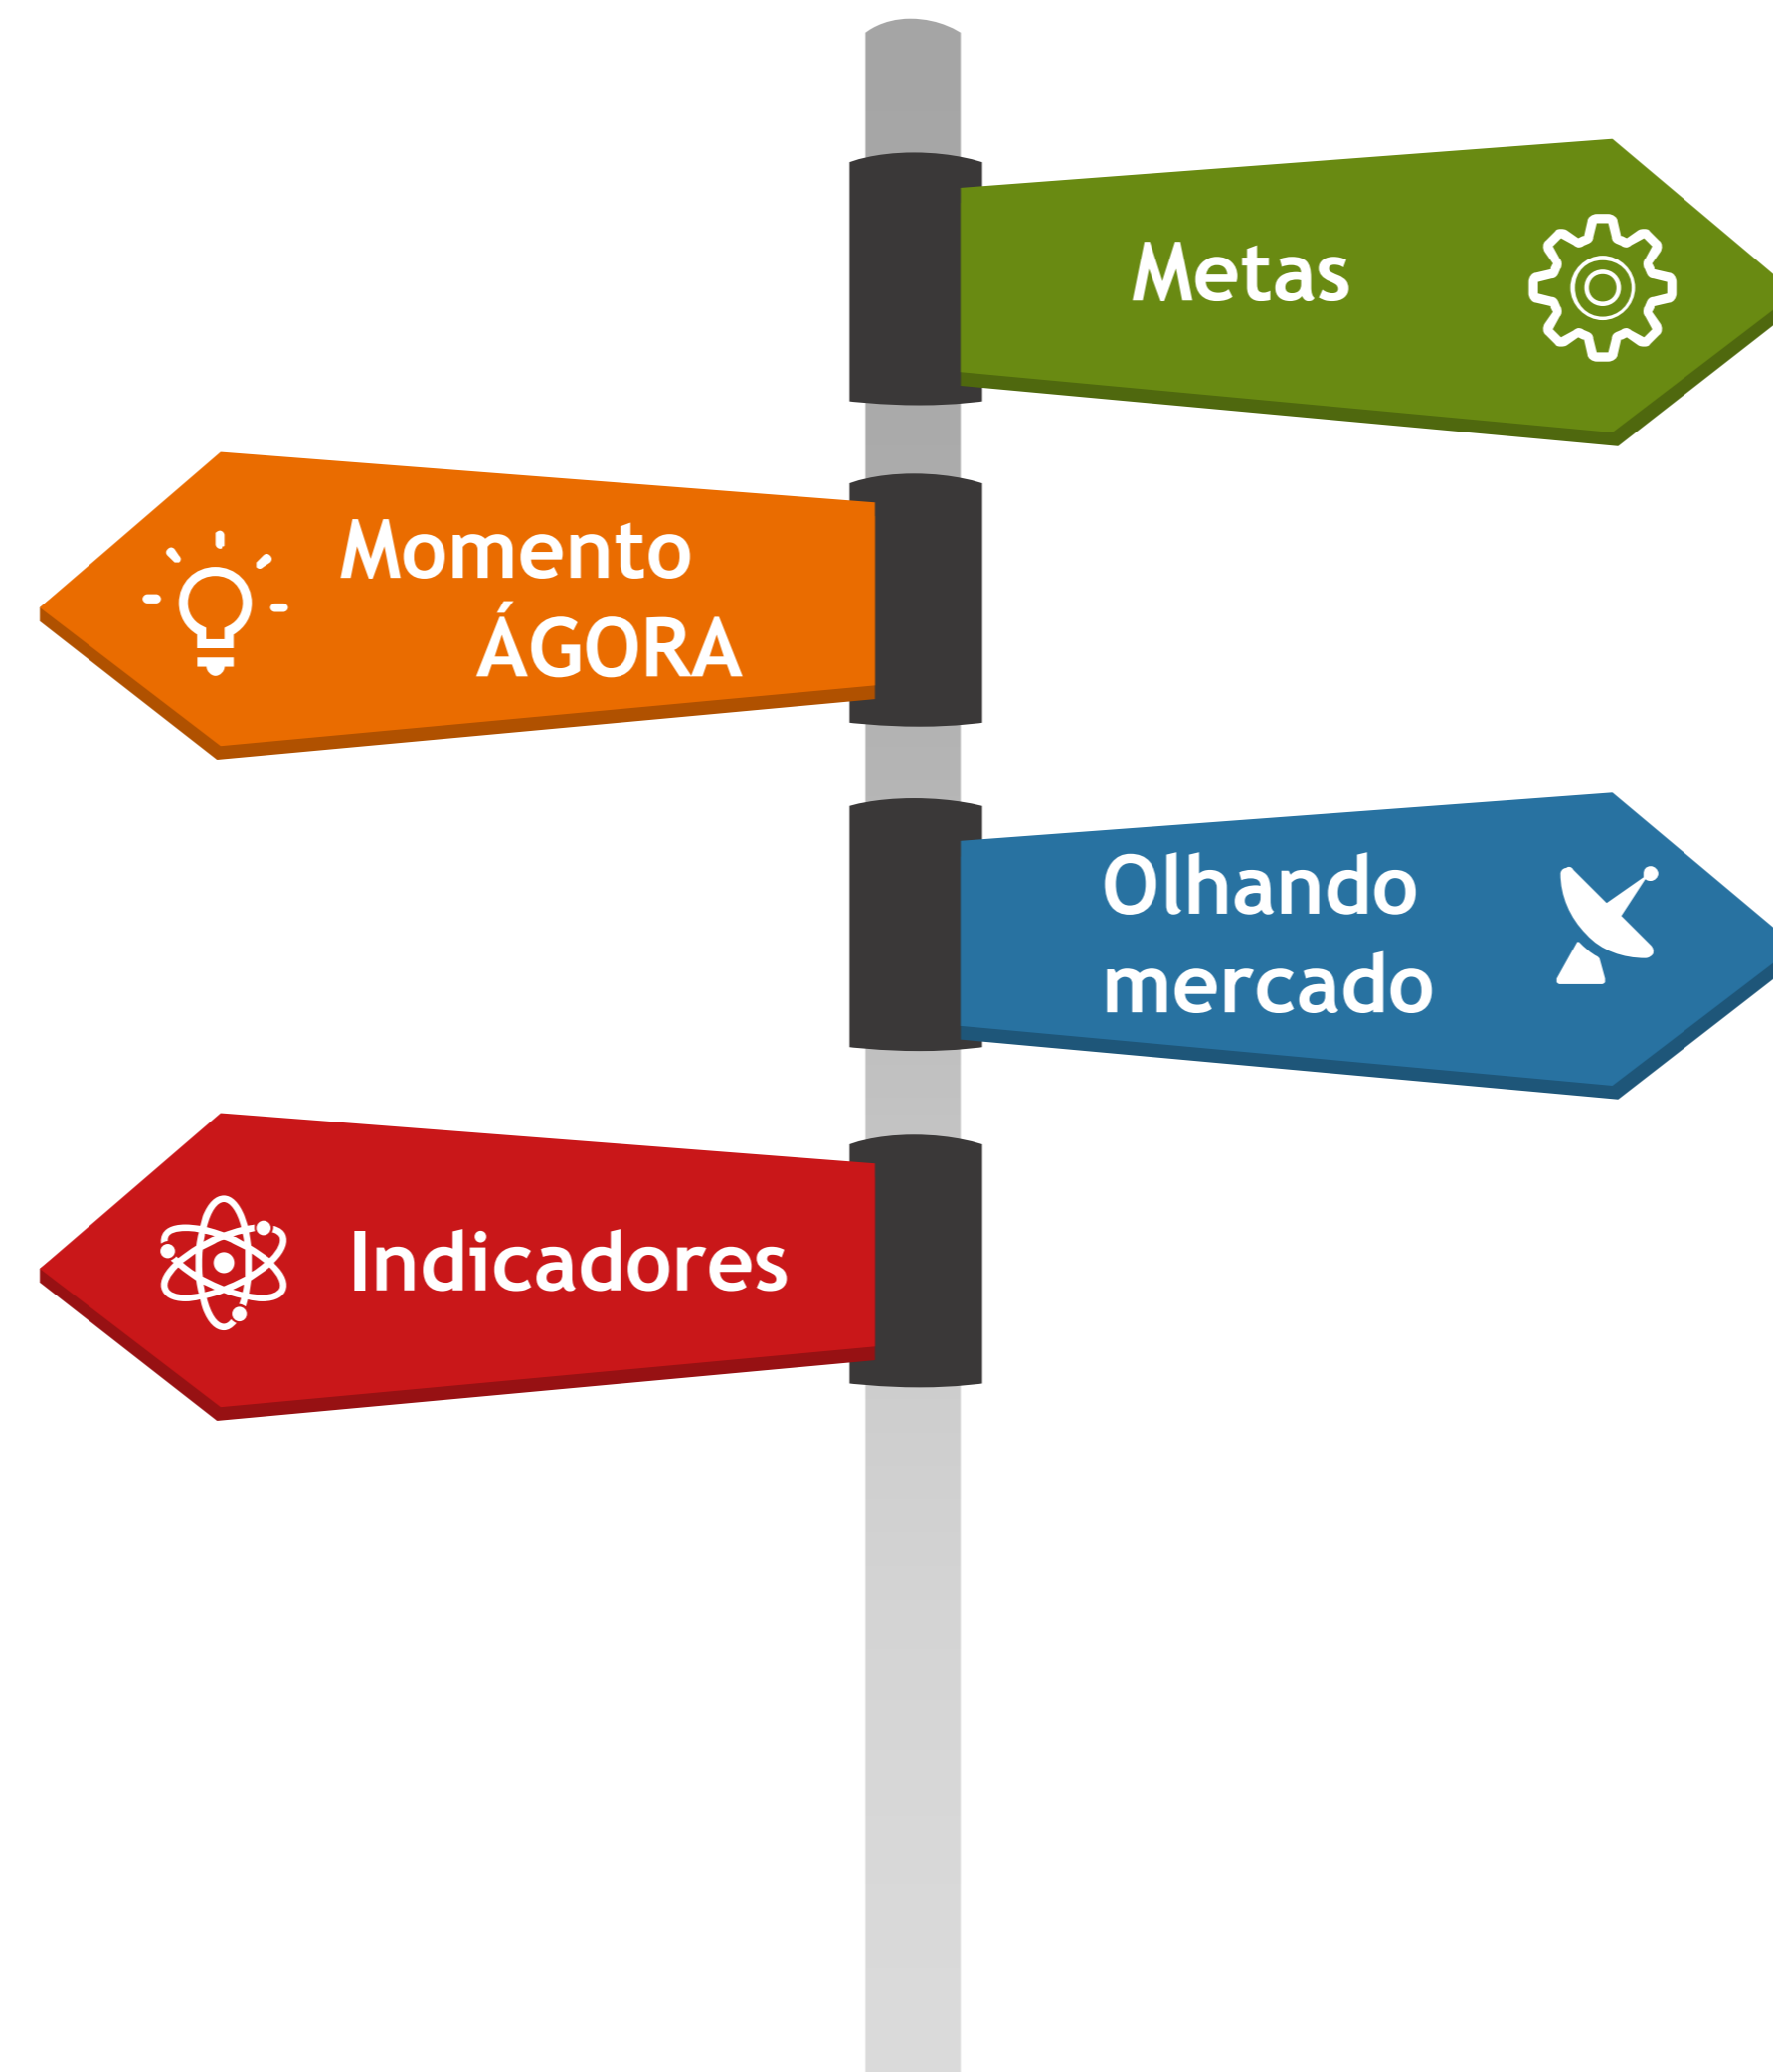 Metas
Momento
ÁGORA
Olhando
mercado
Indicadores